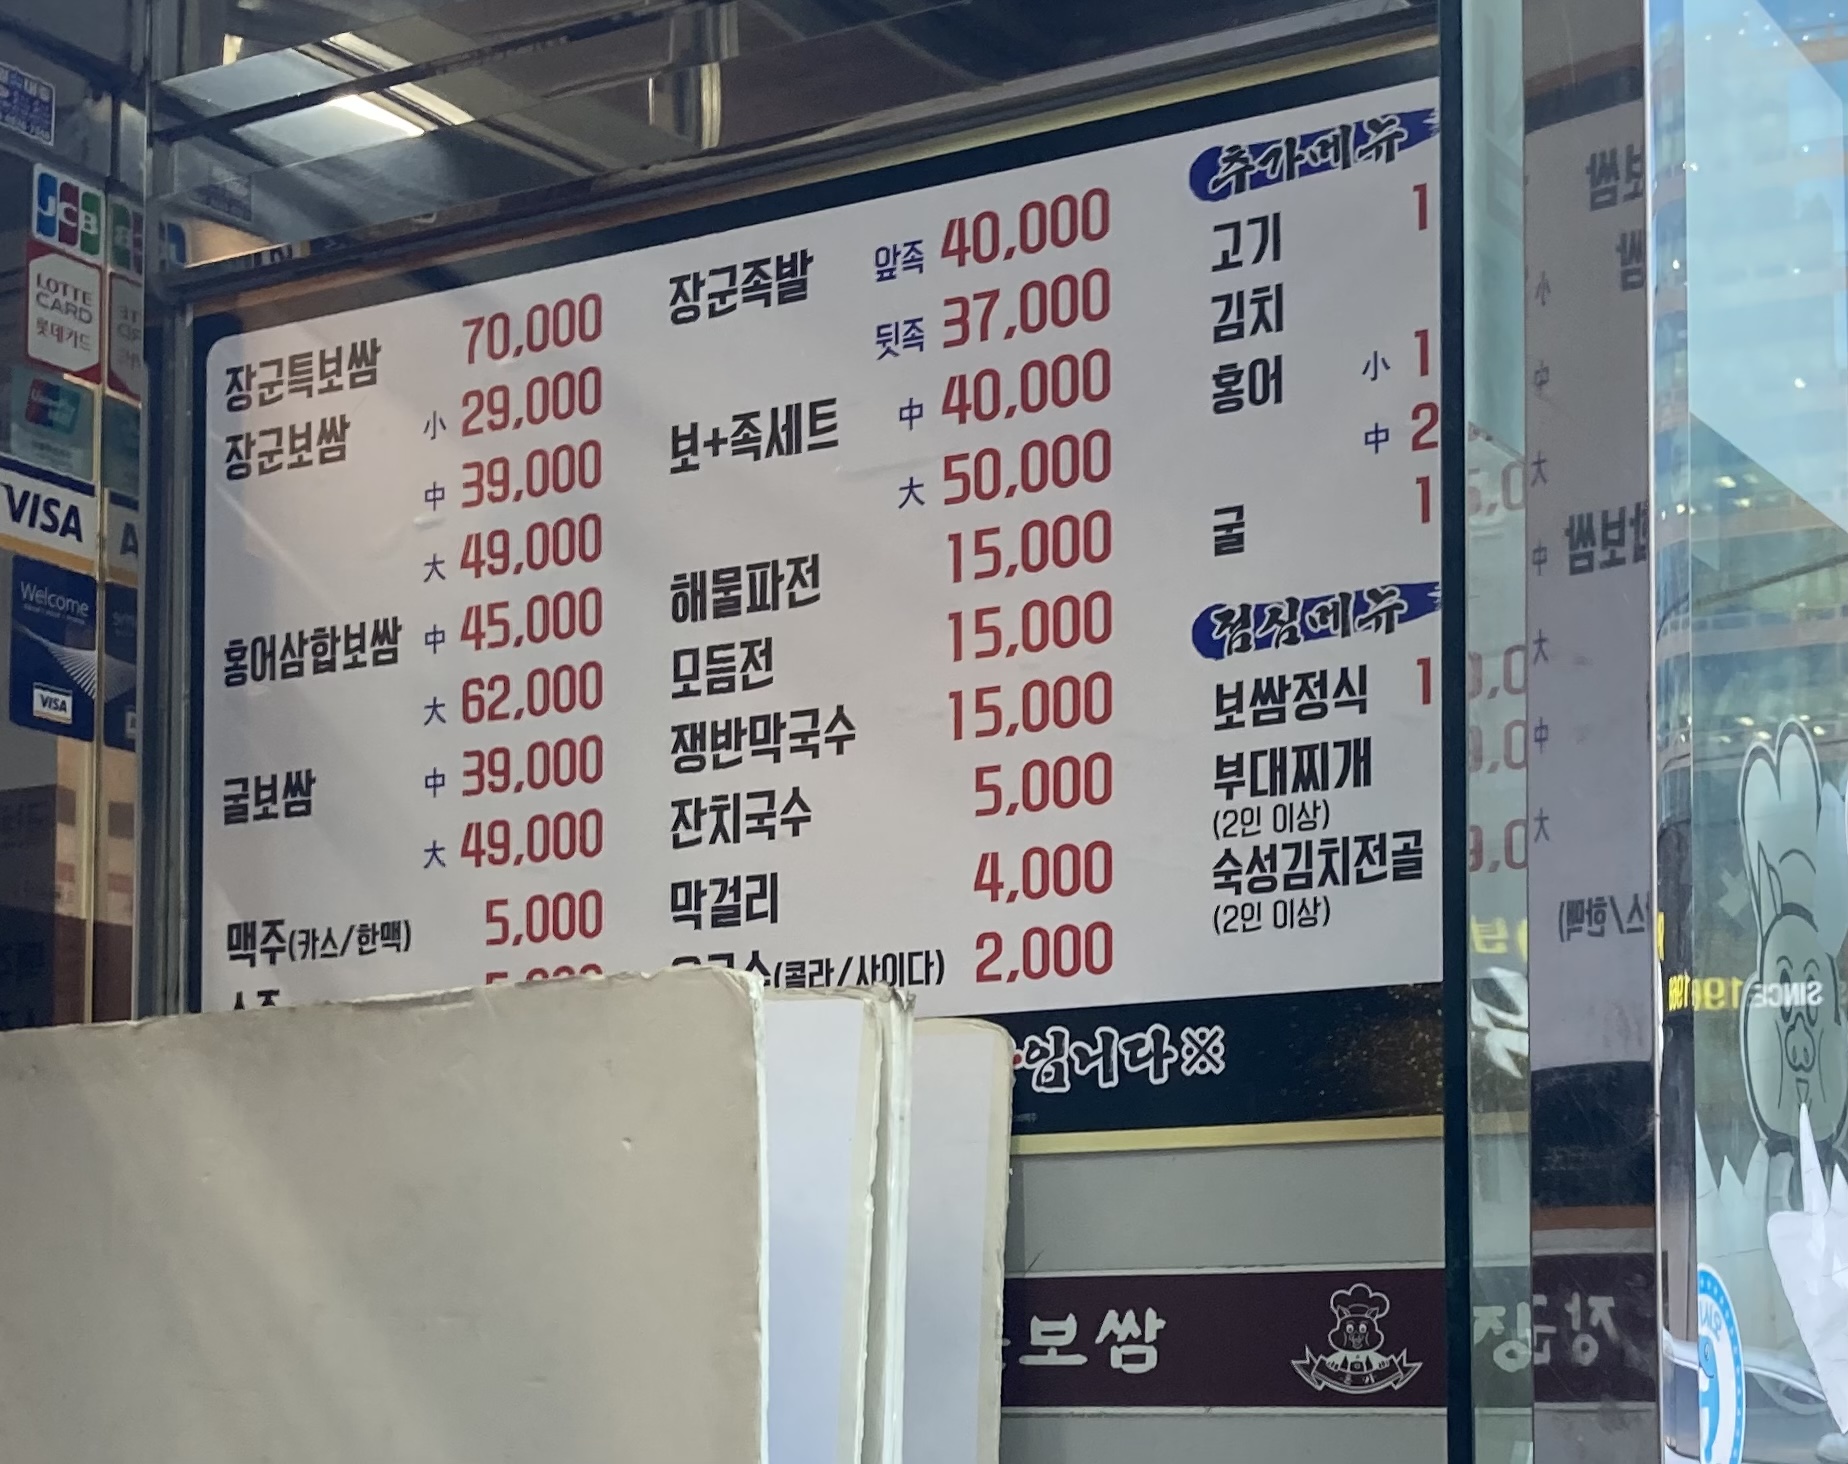 JCB
LOTTE
CARD
롯데카드
VISA
Welcome
VISA
장군특보쌈 70,000
장군보쌈 小 29,000
中 39,000
大 49,000
홍어삼합보쌈 中 45,000
大 62,000
굴보쌈 中 39,000
大 49,000
맥주(카스/한맥) 5,000
장군족발 앞족 40,000
뒷족 37,000
보+족세트 中 40,000
大 50,000
해물파전 15,000
모듬전 15,000
쟁반막국수 15,000
잔치국수 5,000
막걸리 4,000
(콜라/사이다) 2,000
추가메뉴
고기 1
김치
홍어 小 1
中 2
굴 1
점심메뉴
보쌈정식 1
부대찌개
(2인 이상)
숙성김치전골
(2인 이상)
입니다※
보쌈
SINCE